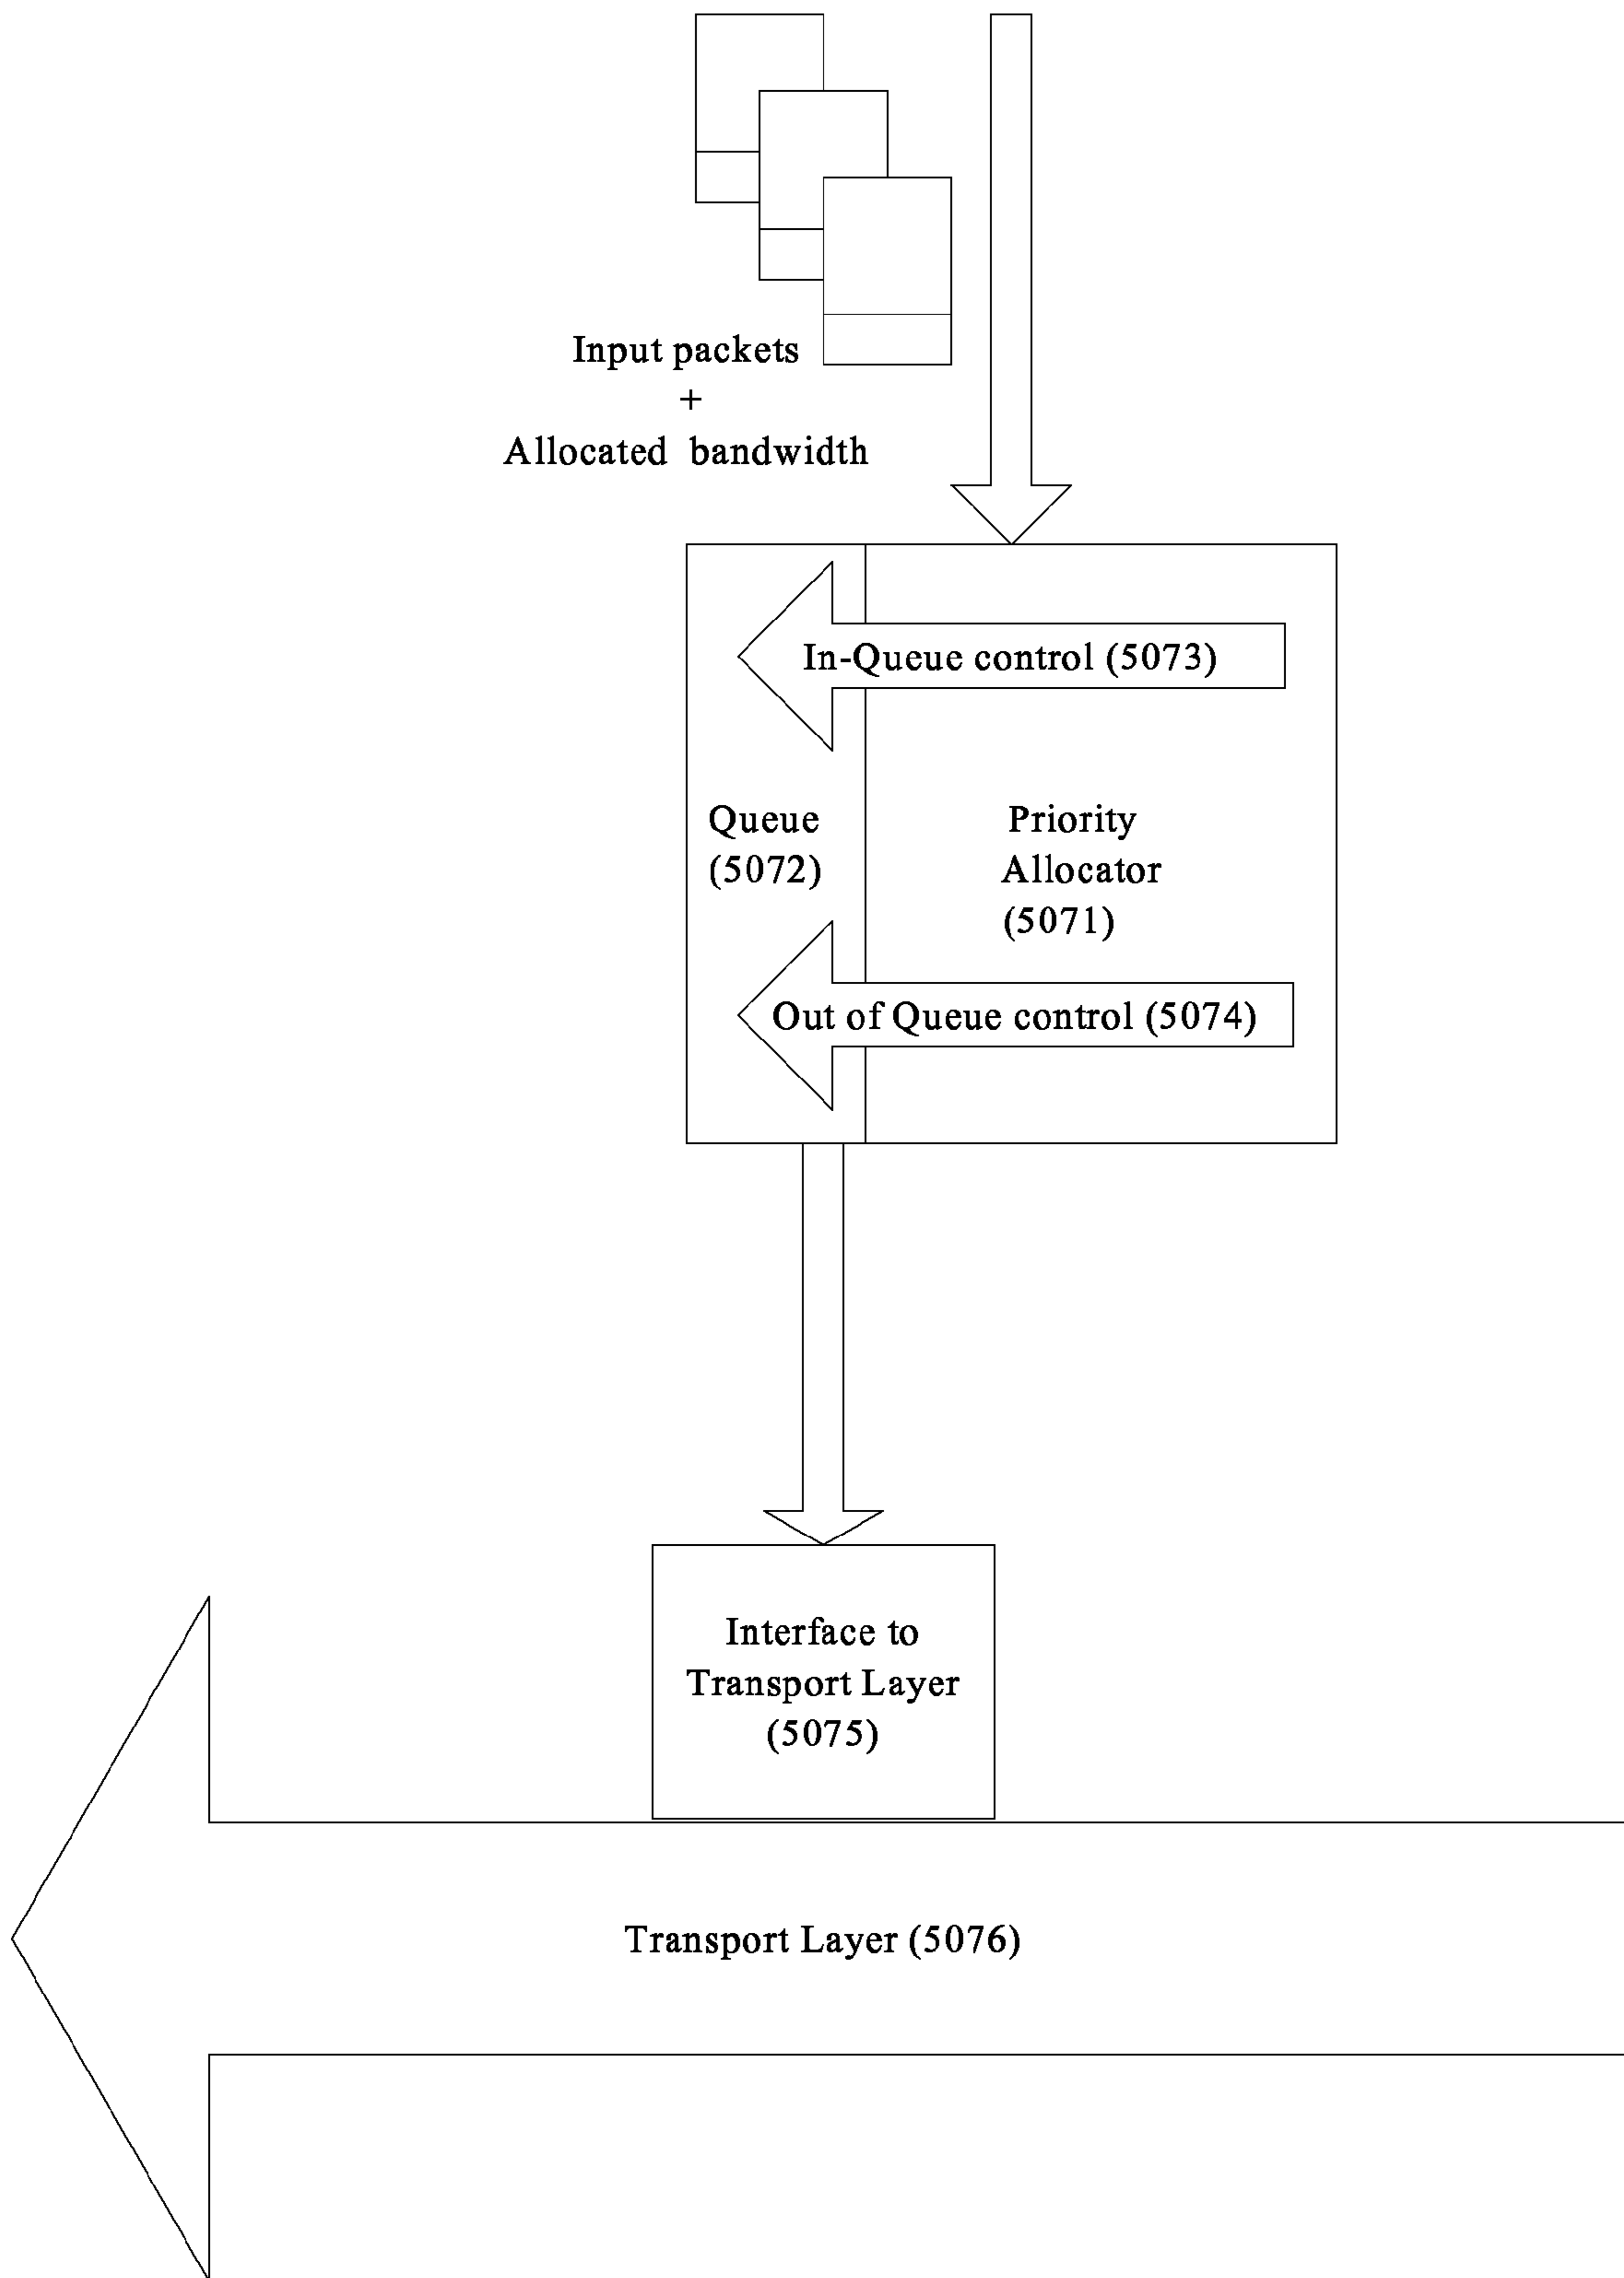 Input packets
+
Allocated bandwidth
In-Queue control (5073)
Queue
(5072)
Priority
Allocator
(5071)
Out of Queue control (5074)
Interface to
Transport Layer
(5075)
Transport Layer (5076)